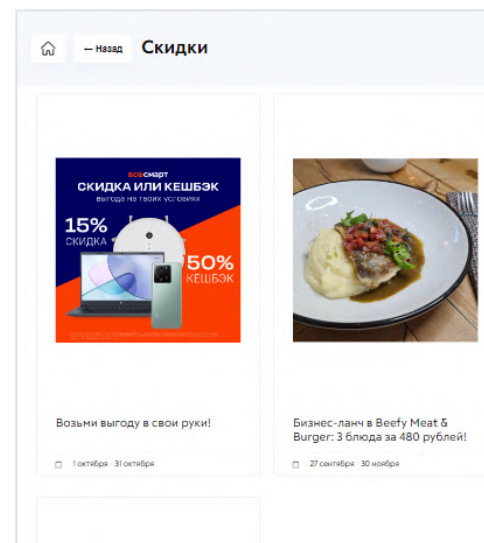 ← Назад Скидки
всёсмарт
СКИДКА ИЛИ КЕШБЭК
выгода на твоих условиях
15%
СКИДКА
50%
КЕШБЭК
Возьми выгоду в свои руки!
1 октября 31 октября
Бизнес-ланч в Beefy Meat &
Burger: 3 блюда за 480 рублей!
27 сентября 30 ноября